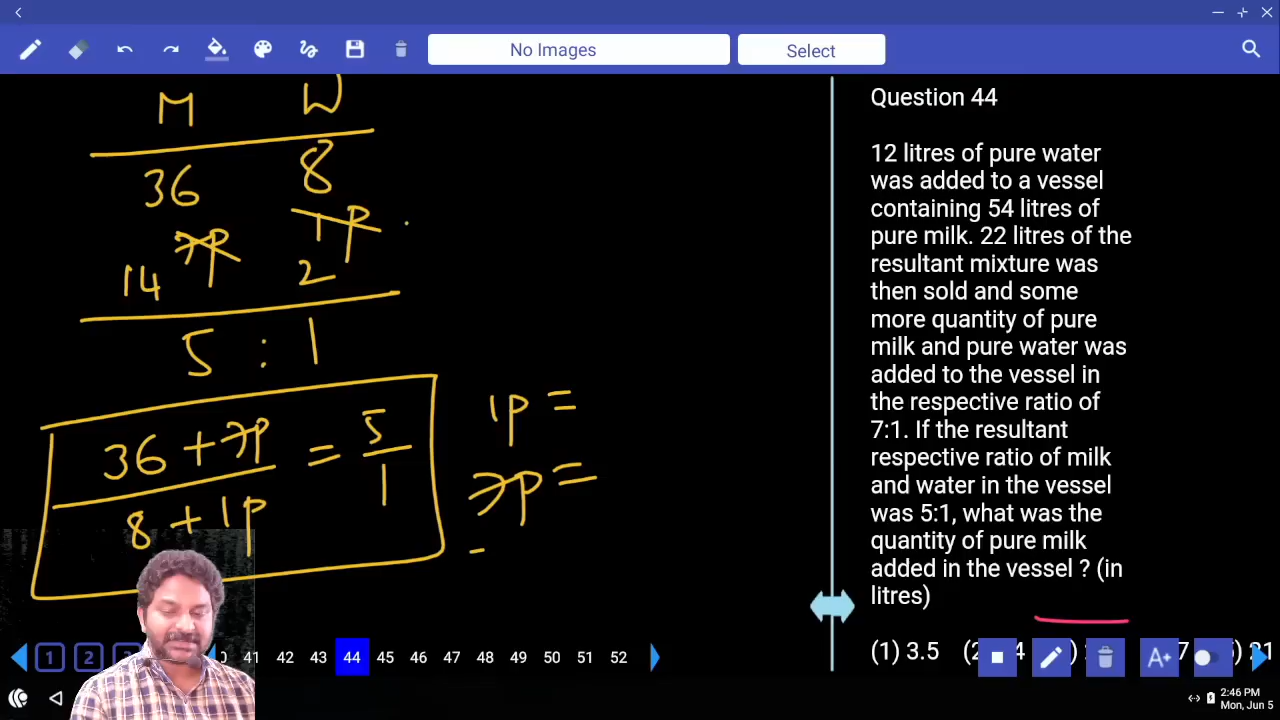 No Images
Select
M W
36 8
7p 1p
14 2
5 : 1
36 + 7p = 5
8 + 1p 1
1p =
7p =
Question 44
12 litres of pure water
was added to a vessel
containing 54 litres of
pure milk. 22 litres of the
resultant mixture was
then sold and some
more quantity of pure
milk and pure water was
added to the vessel in
the respective ratio of
7:1. If the resultant
respective ratio of milk
and water in the vessel
was 5:1, what was the
quantity of pure milk
added in the vessel ? (in
litres)
(1) 3.5
1 2 41 42 43 44 45 46 47 48 49 50 51 52
A+
2:46 PM
Mon, Jun 5